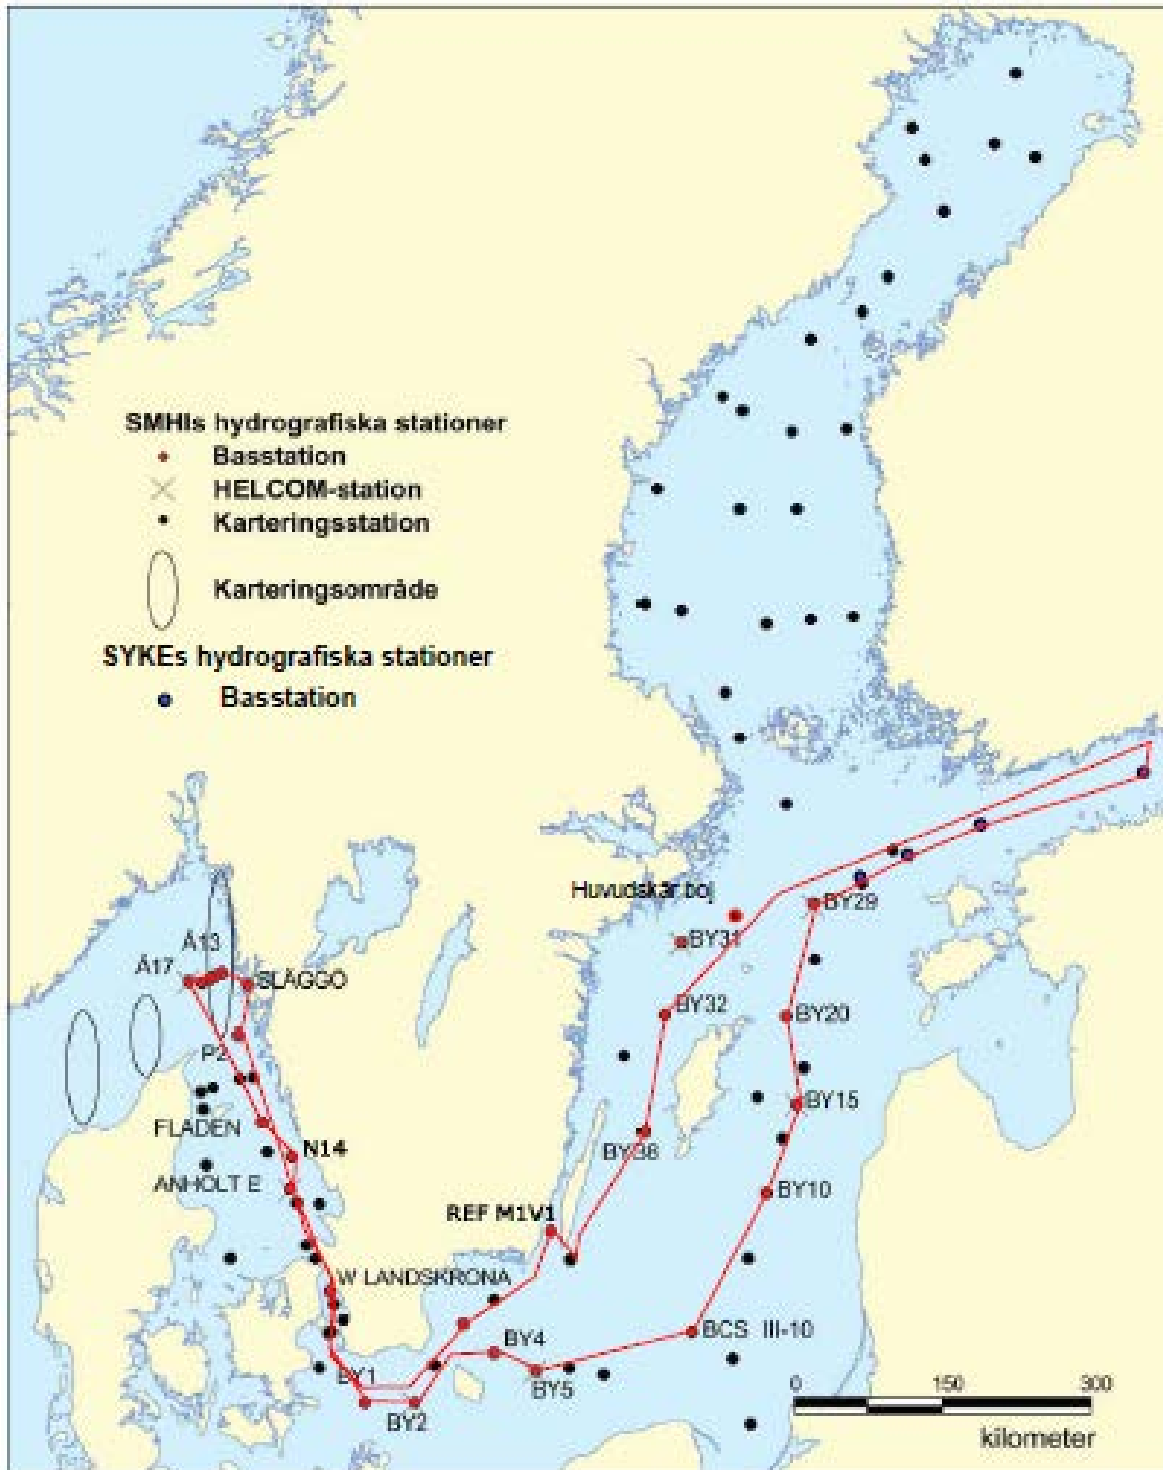 SMHIs hydrografiska stationer
Basstation
HELCOM-station
Karteringsstation
Karteringsområde
SYKEs hydrografiska stationer
Basstation
Huvudskär boj
BY29
BY31
Å13
Å17
SLÄGGÖ
BY32
BY20
P2
BY15
FLADEN
N14
BY38
ANHOLT E
BY10
REF M1V1
W LANDSKRONA
BCS III-10
BY4
BY1
BY5
BY2
0 150 300
kilometer